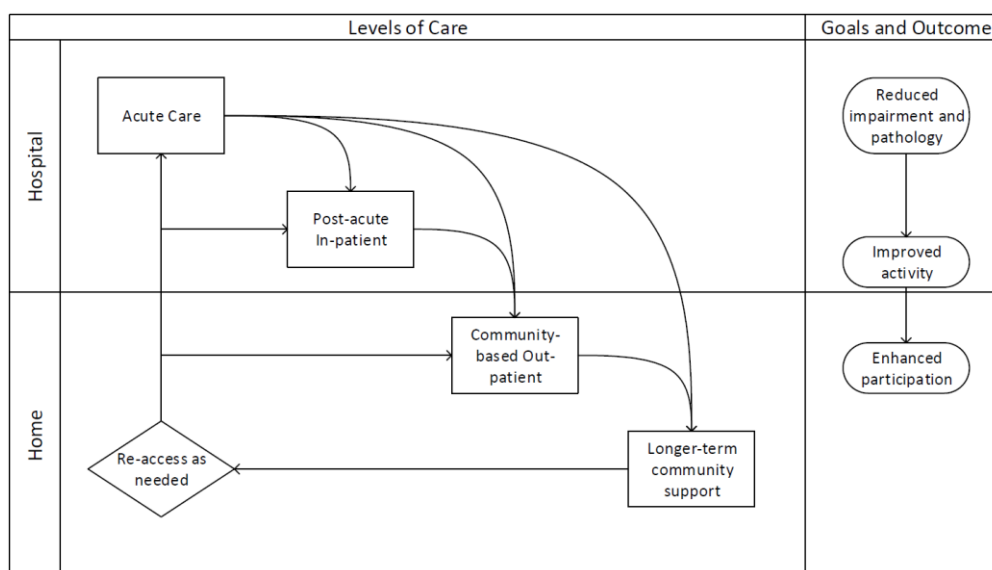 Levels of Care
Goals and Outcome
Hospital
Acute Care
Reduced
impairment and
pathology
Post-acute
In-patient
Improved
activity
Home
Community-
based Out-
patient
Enhanced
participation
Re-access as
needed
Longer-term
community
support